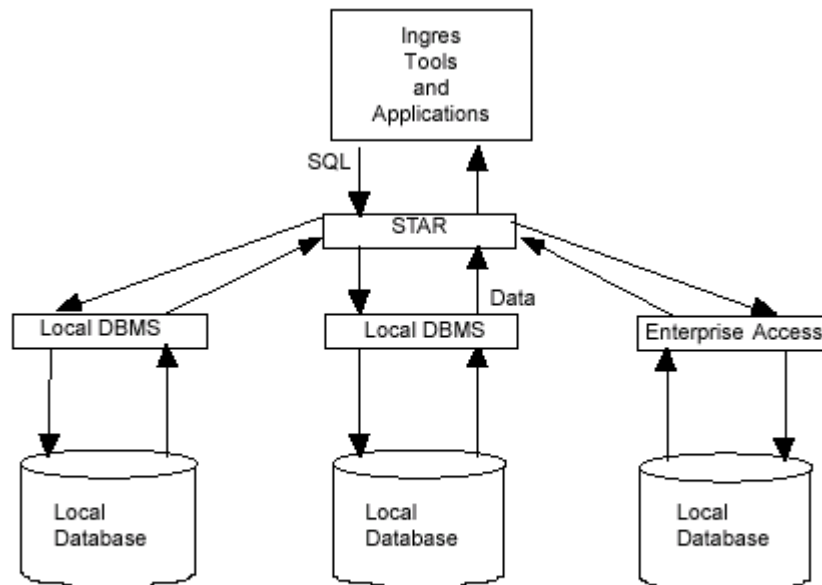 Ingres
Tools
and
Applications
SQL
STAR
Data
Local DBMS
Local DBMS
Enterprise Access
Local
Database
Local
Database
Local
Database